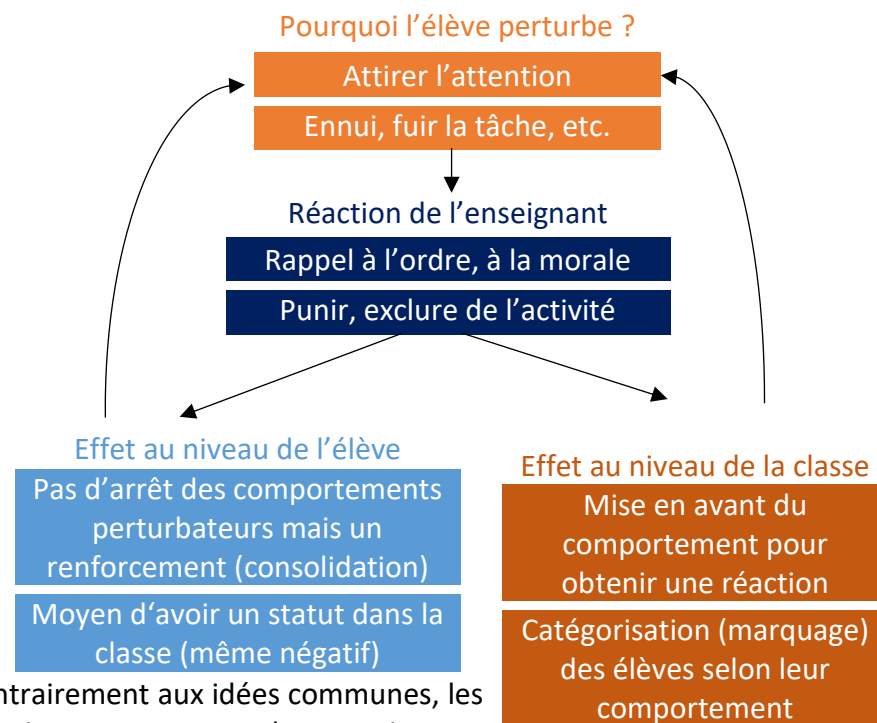 Pourquoi l’élève perturbe ?
Attirer l’attention
Ennui, fuir la tâche, etc.
Réaction de l’enseignant
Rappel à l’ordre, à la morale
Punir, exclure de l’activité
Effet au niveau de l’élève
Pas d’arrêt des comportements
perturbateurs mais un
renforcement (consolidation)
Moyen d‘avoir un statut dans la
classe (même négatif)
Effet au niveau de la classe
Mise en avant du
comportement pour
obtenir une réaction
Catégorisation (marquage)
des élèves selon leur
comportement
ntrairement aux idées communes, les